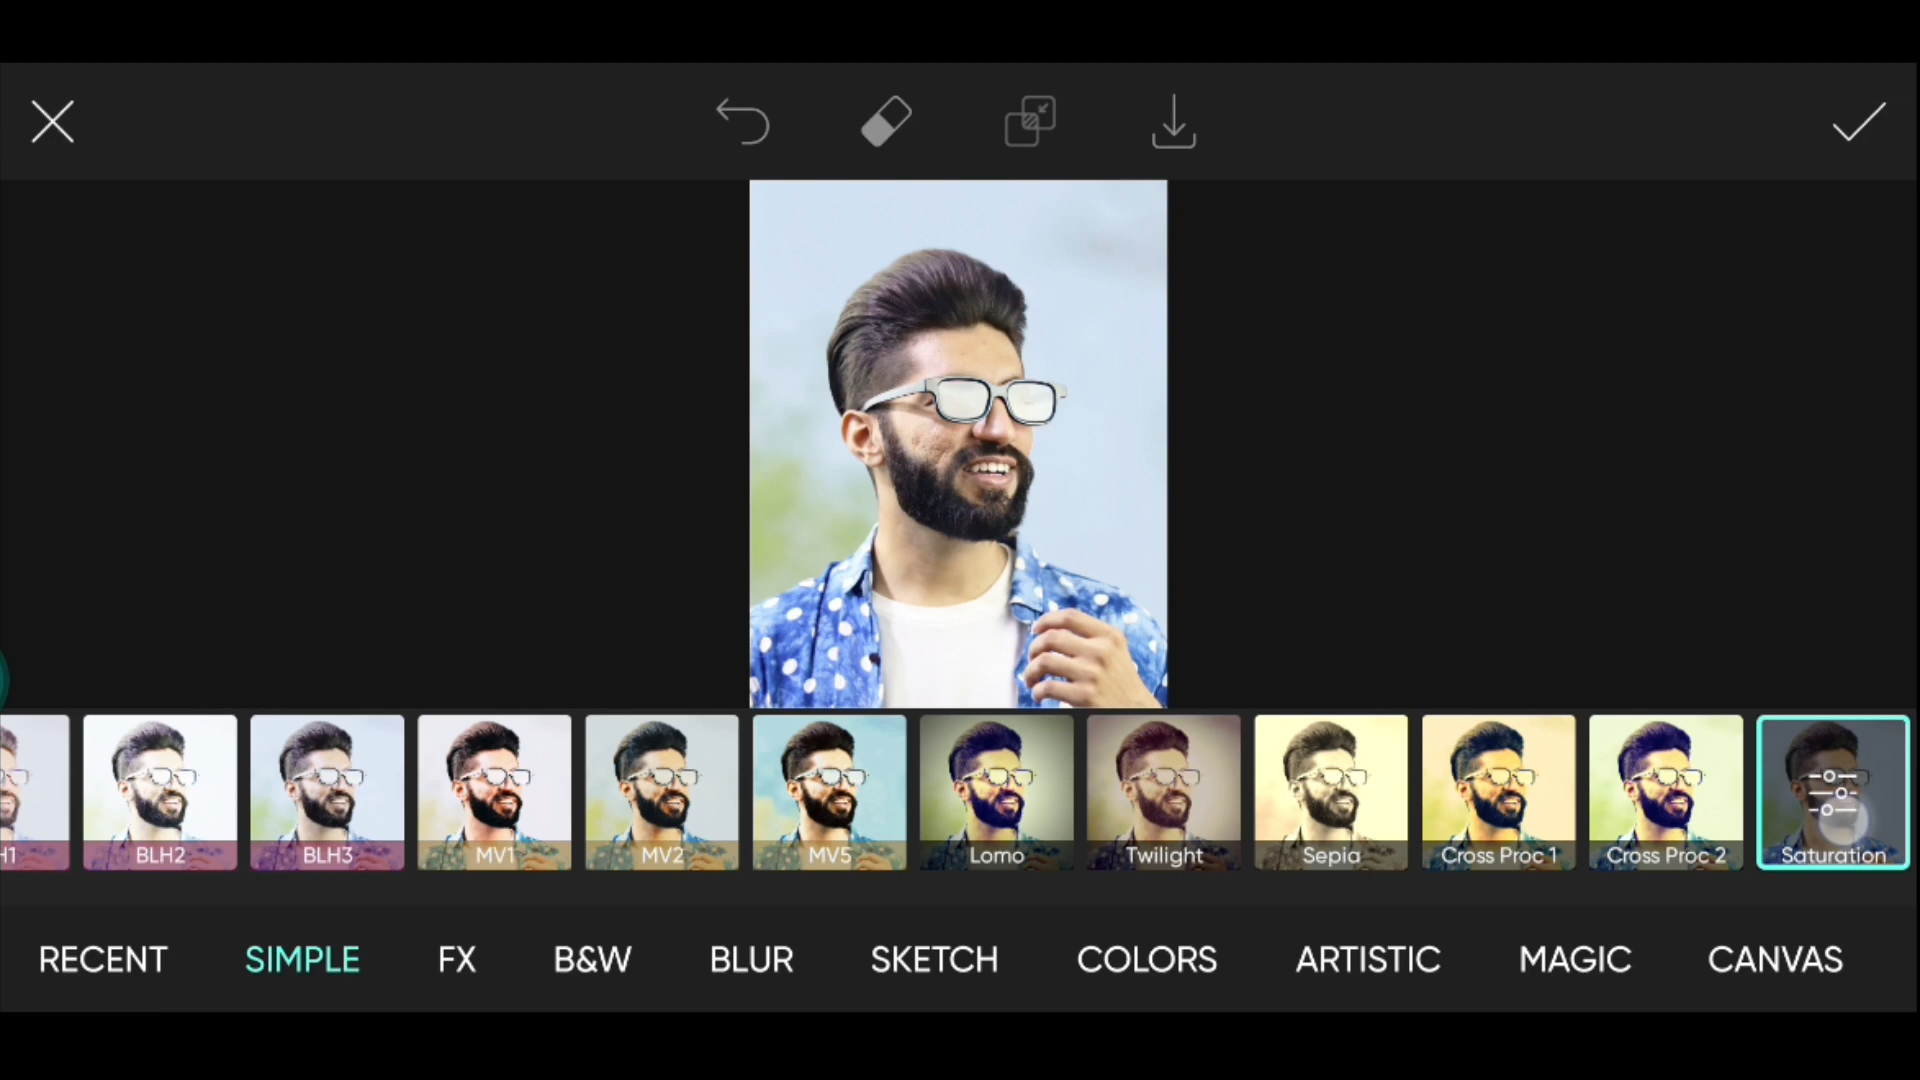 H1 BLH2 BLH3 MV1 MV2 MV5 Lomo Twilight Sepia Cross Proc 1 Cross Proc 2 Saturation
RECENT SIMPLE FX B&W BLUR SKETCH COLORS ARTISTIC MAGIC CANVAS